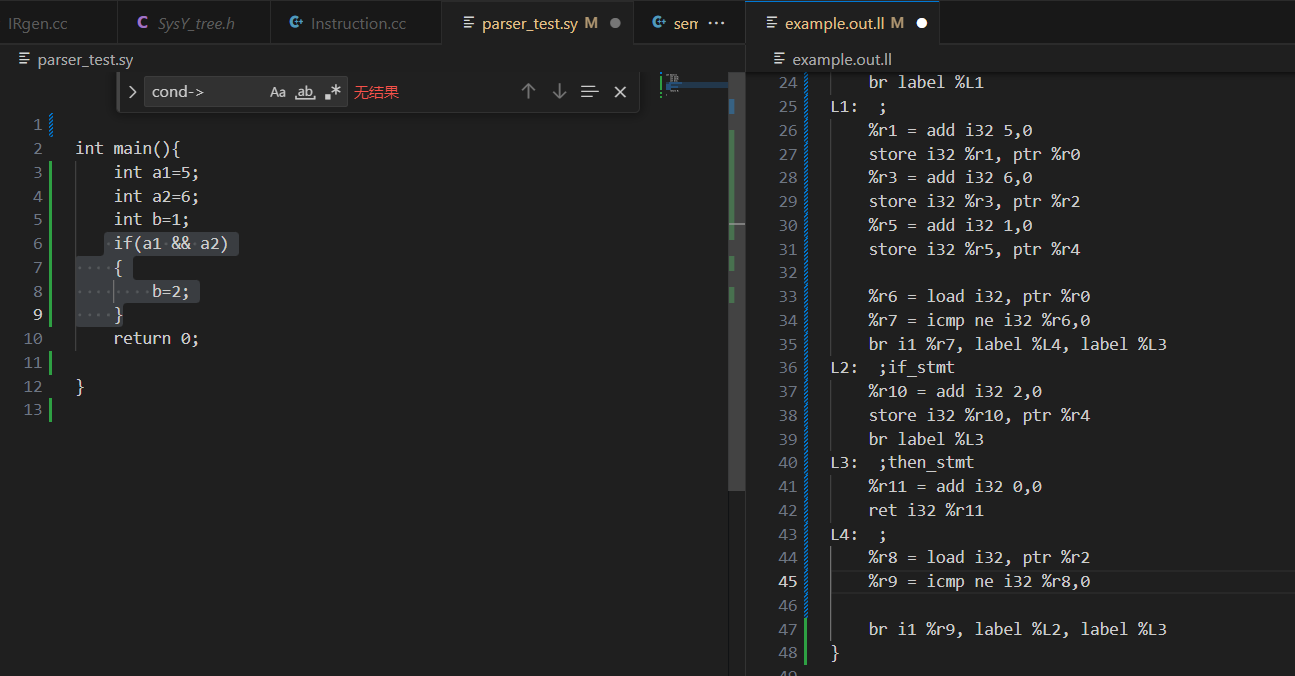 IRgen.cc
C SysY_tree.h
Instruction.cc
parser_test.sy M
sem ···
example.out.ll M
parser_test.sy
example.out.ll
cond->
Aa ab .* 无结果
1
2 int main(){
3 int a1=5;
4 int a2=6;
5 int b=1;
6 if(a1 && a2)
7 {
8 b=2;
9 }
10 return 0;
11
12 }
13
24 br label %L1
25 L1: ;
26 %r1 = add i32 5,0
27 store i32 %r1, ptr %r0
28 %r3 = add i32 6,0
29 store i32 %r3, ptr %r2
30 %r5 = add i32 1,0
31 store i32 %r5, ptr %r4
32
33 %r6 = load i32, ptr %r0
34 %r7 = icmp ne i32 %r6,0
35 br i1 %r7, label %L4, label %L3
36 L2: ;if_stmt
37 %r10 = add i32 2,0
38 store i32 %r10, ptr %r4
39 br label %L3
40 L3: ;then_stmt
41 %r11 = add i32 0,0
42 ret i32 %r11
43 L4: ;
44 %r8 = load i32, ptr %r2
45 %r9 = icmp ne i32 %r8,0
46
47 br i1 %r9, label %L2, label %L3
48 }